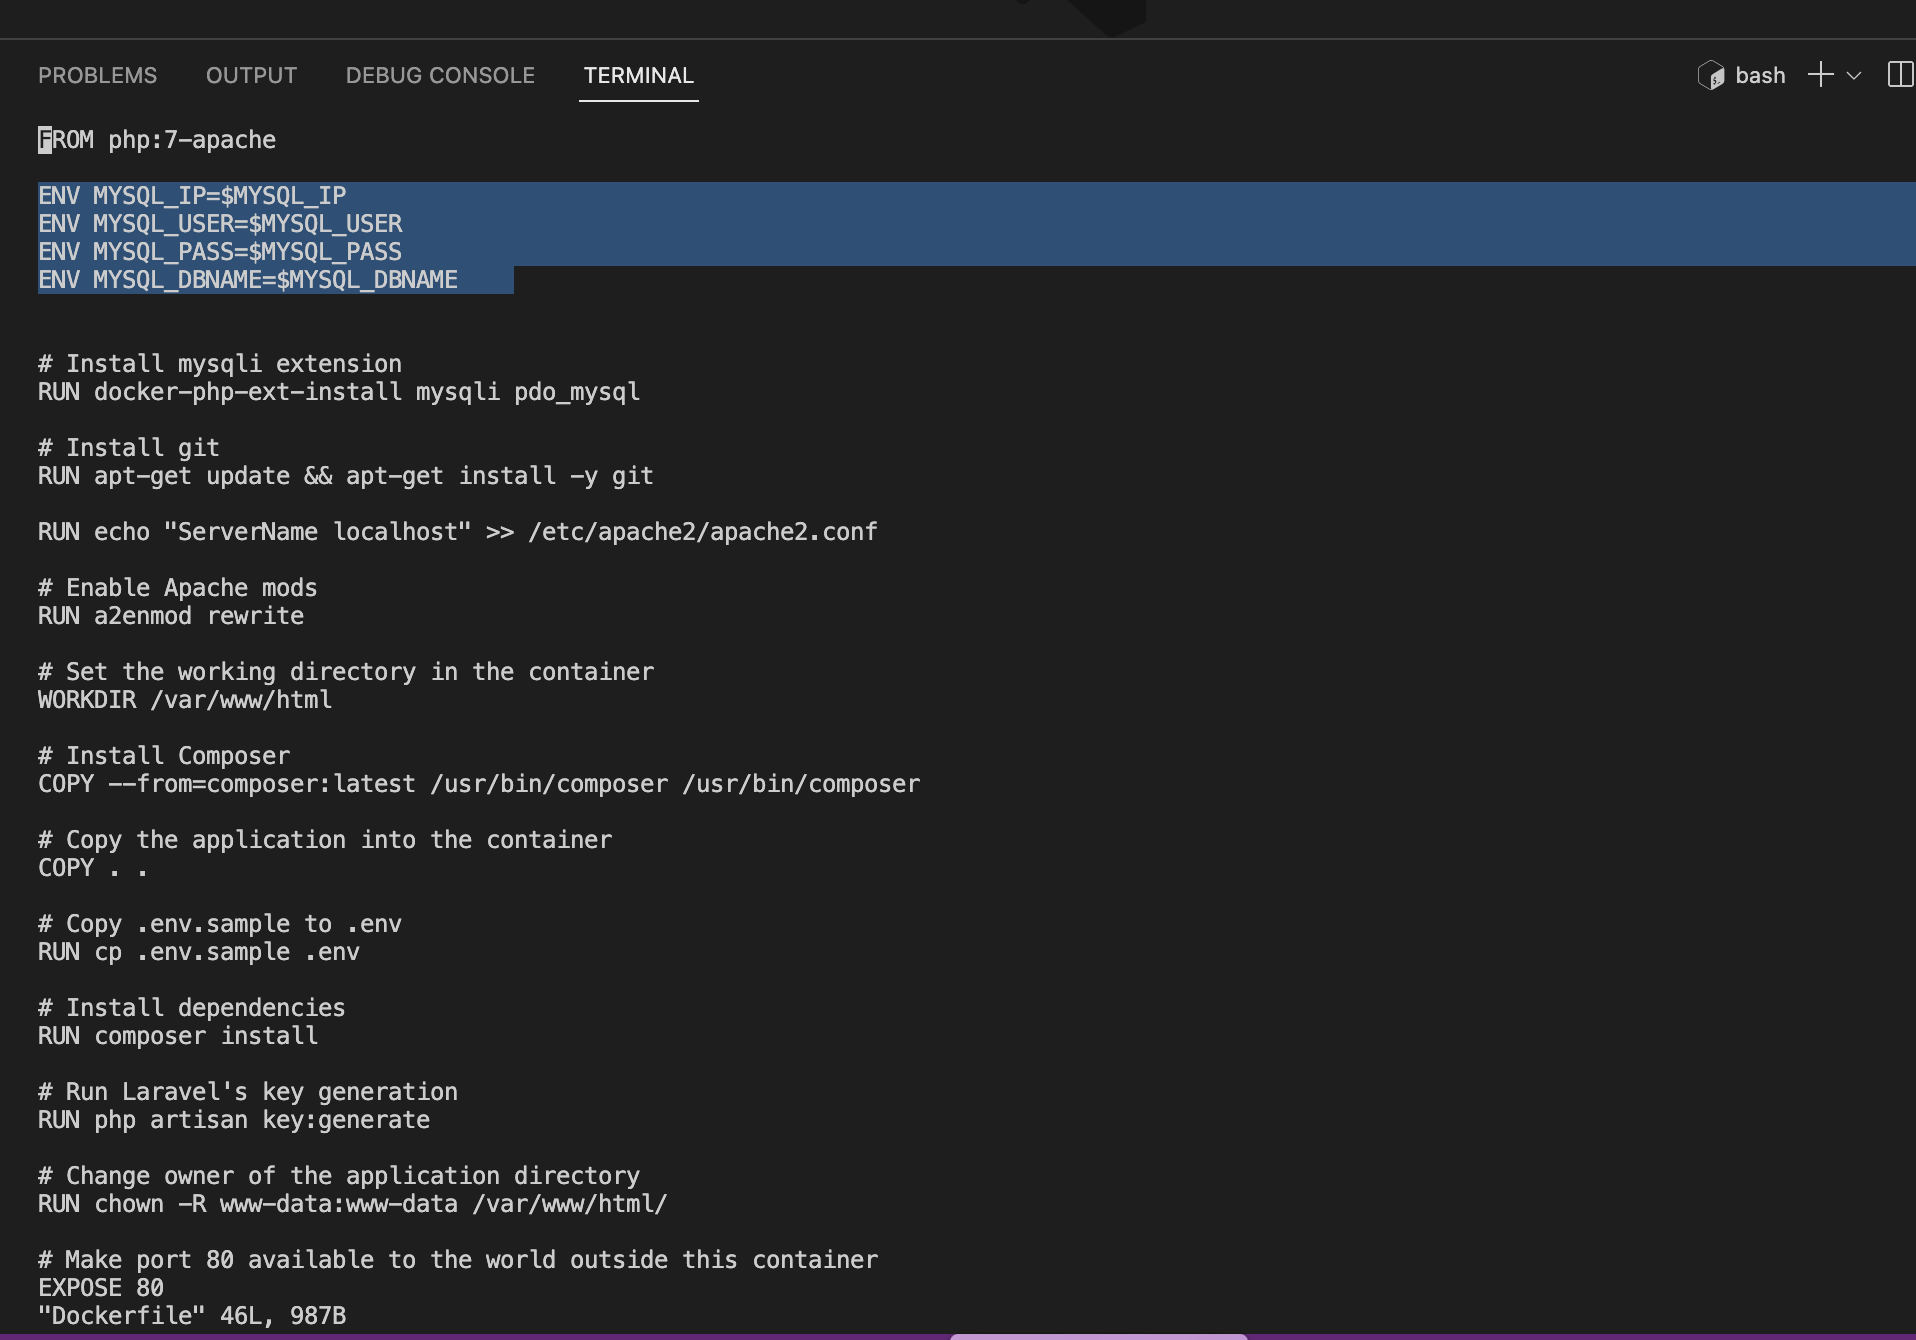 PROBLEMS OUTPUT DEBUG CONSOLE TERMINAL bash
FROM php:7-apache
ENV MYSQL_IP=$MYSQL_IP
ENV MYSQL_USER=$MYSQL_USER
ENV MYSQL_PASS=$MYSQL_PASS
ENV MYSQL_DBNAME=$MYSQL_DBNAME
# Install mysqli extension
RUN docker-php-ext-install mysqli pdo_mysql
# Install git
RUN apt-get update && apt-get install -y git
RUN echo "ServerName localhost" >> /etc/apache2/apache2.conf
# Enable Apache mods
RUN a2enmod rewrite
# Set the working directory in the container
WORKDIR /var/www/html
# Install Composer
COPY --from=composer:latest /usr/bin/composer /usr/bin/composer
# Copy the application into the container
COPY . .
# Copy .env.sample to .env
RUN cp .env.sample .env
# Install dependencies
RUN composer install
# Run Laravel's key generation
RUN php artisan key:generate
# Change owner of the application directory
RUN chown -R www-data:www-data /var/www/html/
# Make port 80 available to the world outside this container
EXPOSE 80
"Dockerfile" 46L, 987B